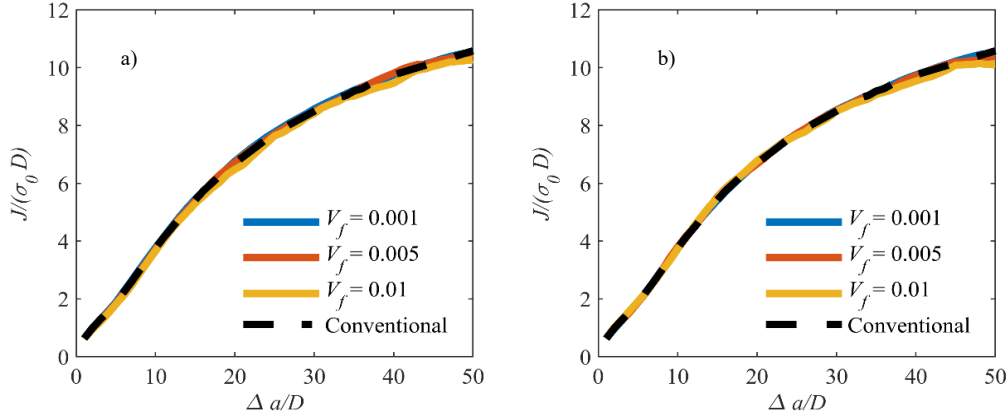 a)
J/(σ0 D)
12
10
8
6
4
2
0
Vf = 0.001
Vf = 0.005
Vf = 0.01
Conventional
0 10 20 30 40 50
Δ a/D
b)
J/(σ0 D)
12
10
8
6
4
2
0
Vf = 0.001
Vf = 0.005
Vf = 0.01
Conventional
0 10 20 30 40 50
Δ a/D